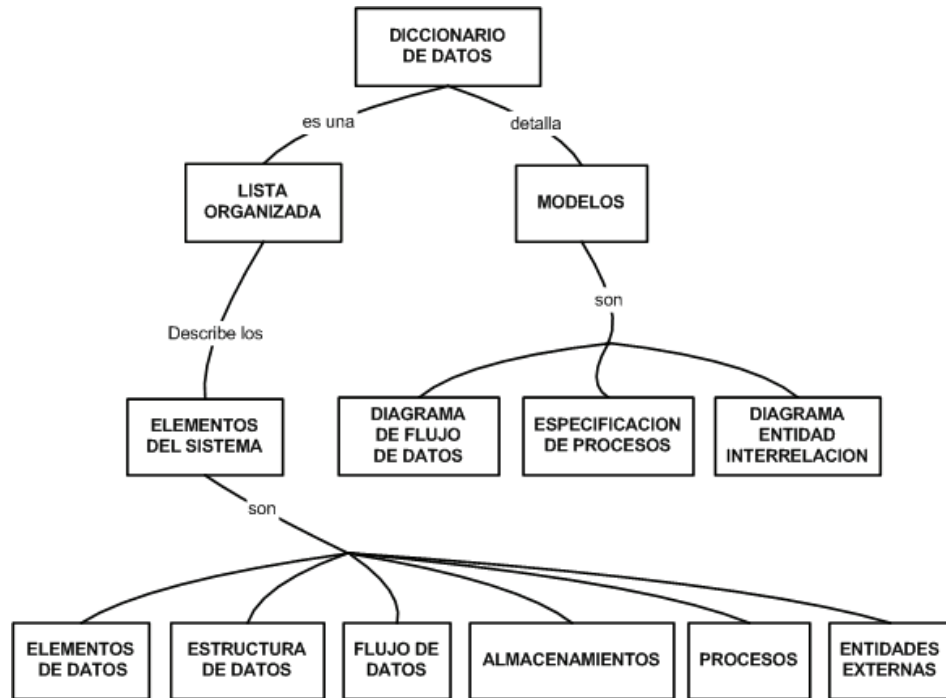 DICCIONARIO
DE DATOS
es una
detalla
LISTA
ORGANIZADA
MODELOS
son
Describe los
ELEMENTOS
DEL SISTEMA
DIAGRAMA
DE FLUJO
DE DATOS
ESPECIFICACION
DE PROCESOS
DIAGRAMA
ENTIDAD
INTERRELACION
son
ELEMENTOS
DE DATOS
ESTRUCTURA
DE DATOS
FLUJO DE
DATOS
ALMACENAMIENTOS
PROCESOS
ENTIDADES
EXTERNAS